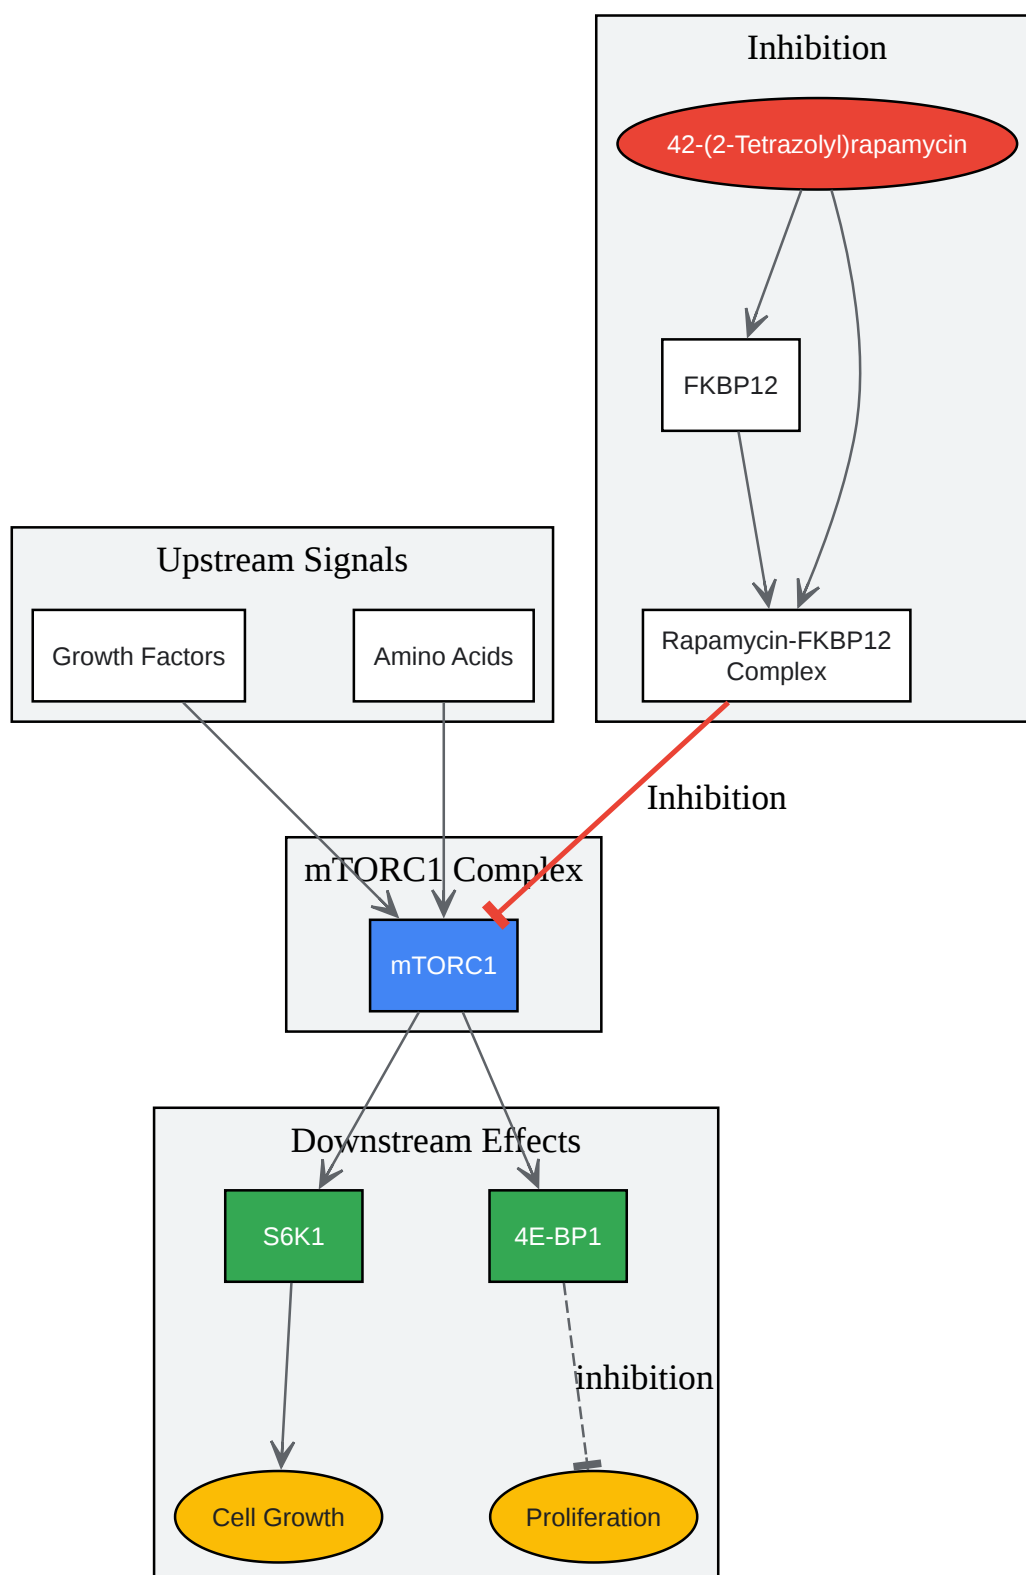 Inhibition
42-(2-Tetrazolyl)rapamycin
FKBP12
Upstream Signals
Growth Factors
Amino Acids
Rapamycin-FKBP12
Complex
Inhibition
mTORC1 Complex
mTORC1
Downstream Effects
S6K1
4E-BP1
inhibition
Cell Growth
Proliferation